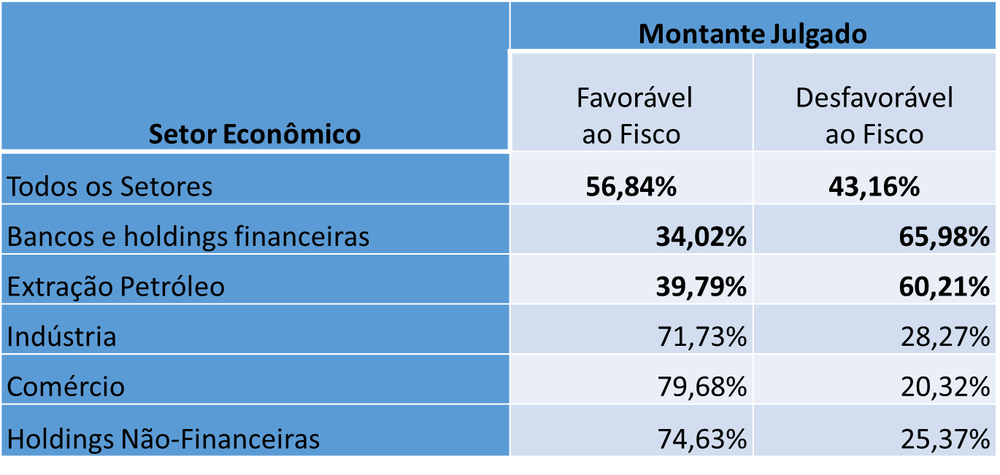 Montante Julgado
Setor Econômico
Favorável
ao Fisco
Desfavorável
ao Fisco
Todos os Setores 56,84% 43,16%
Bancos e holdings financeiras 34,02% 65,98%
Extração Petróleo 39,79% 60,21%
Indústria 71,73% 28,27%
Comércio 79,68% 20,32%
Holdings Não-Financeiras 74,63% 25,37%